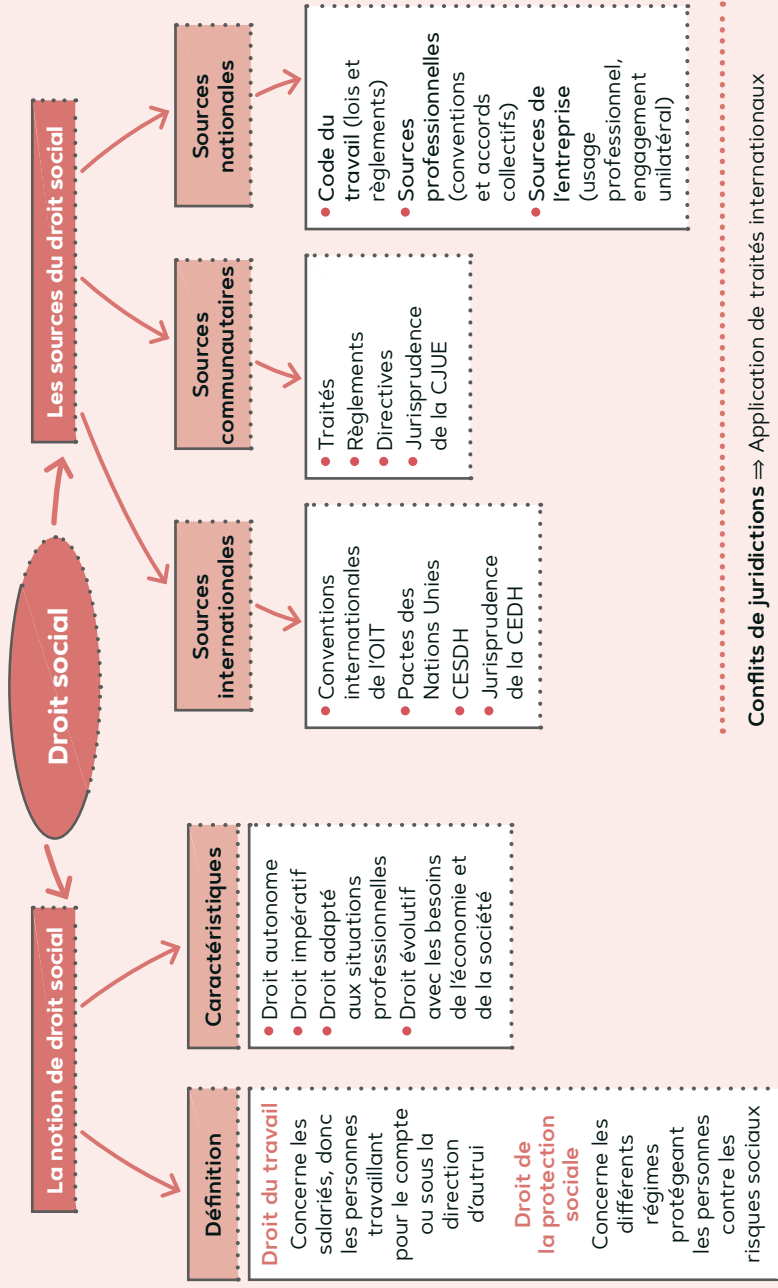 Droit social
La notion de droit social
Définition
Droit du travail
Concerne les
salariés, donc
les personnes
travaillant
pour le compte
ou sous la
direction
d’autrui
Droit de
la protection
sociale
Concerne les
différents
régimes
protégeant
les personnes
contre les
risques sociaux
Caractéristiques
• Droit autonome
• Droit impératif
• Droit adapté
aux situations
professionnelles
• Droit évolutif
avec les besoins
de l’économie et
de la société
Les sources du droit social
Sources
internationales
• Conventions
internationales
de l’OIT
• Pactes des
Nations Unies
• CESDH
• Jurisprudence
de la CEDH
Sources
communautaires
• Traités
• Règlements
• Directives
• Jurisprudence
de la CJUE
Sources
nationales
• Code du
travail (lois et
règlements)
• Sources
professionnelles
(conventions
et accords
collectifs)
• Sources de
l’entreprise
(usage
professionnel,
engagement
unilatéral)
Conflits de juridictions ⇒ Application de traités internationaux